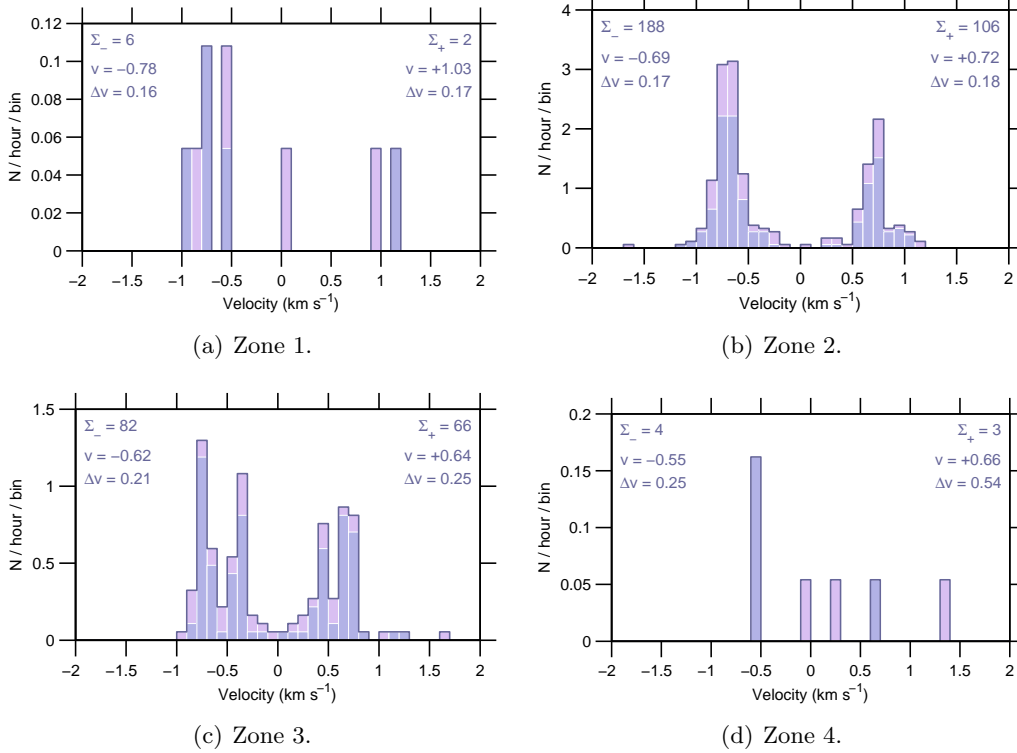 0.12
0.1
0.08
0.06
0.04
0.02
0
N / hour / bin
Σ− = 6
v = −0.78
Δv = 0.16
Σ+ = 2
v = +1.03
Δv = 0.17
−2 −1.5 −1 −0.5 0 0.5 1 1.5 2
Velocity (km s−1)
(a) Zone 1.
4
3
2
1
0
N / hour / bin
Σ− = 188
v = −0.69
Δv = 0.17
Σ+ = 106
v = +0.72
Δv = 0.18
−2 −1.5 −1 −0.5 0 0.5 1 1.5 2
Velocity (km s−1)
(b) Zone 2.
1.5
1
0.5
0
N / hour / bin
Σ− = 82
v = −0.62
Δv = 0.21
Σ+ = 66
v = +0.64
Δv = 0.25
−2 −1.5 −1 −0.5 0 0.5 1 1.5 2
Velocity (km s−1)
(c) Zone 3.
0.2
0.15
0.1
0.05
0
N / hour / bin
Σ− = 4
v = −0.55
Δv = 0.25
Σ+ = 3
v = +0.66
Δv = 0.54
−2 −1.5 −1 −0.5 0 0.5 1 1.5 2
Velocity (km s−1)
(d) Zone 4.